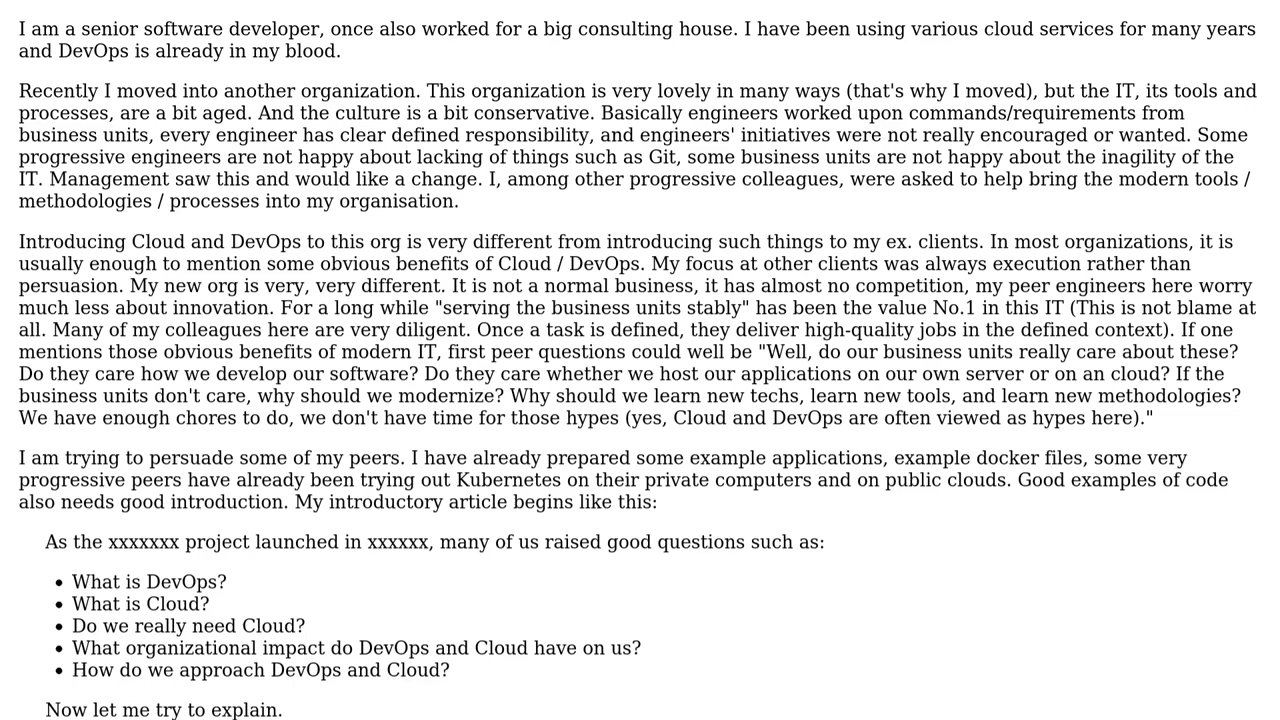 I am a senior software developer, once also worked for a big consulting house. I have been using various cloud services for many years
and DevOps is already in my blood.
Recently I moved into another organization. This organization is very lovely in many ways (that's why I moved), but the IT, its tools and
processes, are a bit aged. And the culture is a bit conservative. Basically engineers worked upon commands/requirements from
business units, every engineer has clear defined responsibility, and engineers' initiatives were not really encouraged or wanted. Some
progressive engineers are not happy about lacking of things such as Git, some business units are not happy about the inagility of the
IT. Management saw this and would like a change. I, among other progressive colleagues, were asked to help bring the modern tools /
methodologies / processes into my organisation.
Introducing Cloud and DevOps to this org is very different from introducing such things to my ex. clients. In most organizations, it is
usually enough to mention some obvious benefits of Cloud / DevOps. My focus at other clients was always execution rather than
persuasion. My new org is very, very different. It is not a normal business, it has almost no competition, my peer engineers here worry
much less about innovation. For a long while "serving the business units stably" has been the value No.1 in this IT (This is not blame at
all. Many of my colleagues here are very diligent. Once a task is defined, they deliver high-quality jobs in the defined context). If one
mentions those obvious benefits of modern IT, first peer questions could well be "Well, do our business units really care about these?
Do they care how we develop our software? Do they care whether we host our applications on our own server or on an cloud? If the
business units don't care, why should we modernize? Why should we learn new techs, learn new tools, and learn new methodologies?
We have enough chores to do, we don't have time for those hypes (yes, Cloud and DevOps are often viewed as hypes here)."
I am trying to persuade some of my peers. I have already prepared some example applications, example docker files, some very
progressive peers have already been trying out Kubernetes on their private computers and on public clouds. Good examples of code
also needs good introduction. My introductory article begins like this:
As the xxxxxxx project launched in xxxxxx, many of us raised good questions such as:
• What is DevOps?
• What is Cloud?
• Do we really need Cloud?
• What organizational impact do DevOps and Cloud have on us?
• How do we approach DevOps and Cloud?
Now let me try to explain.